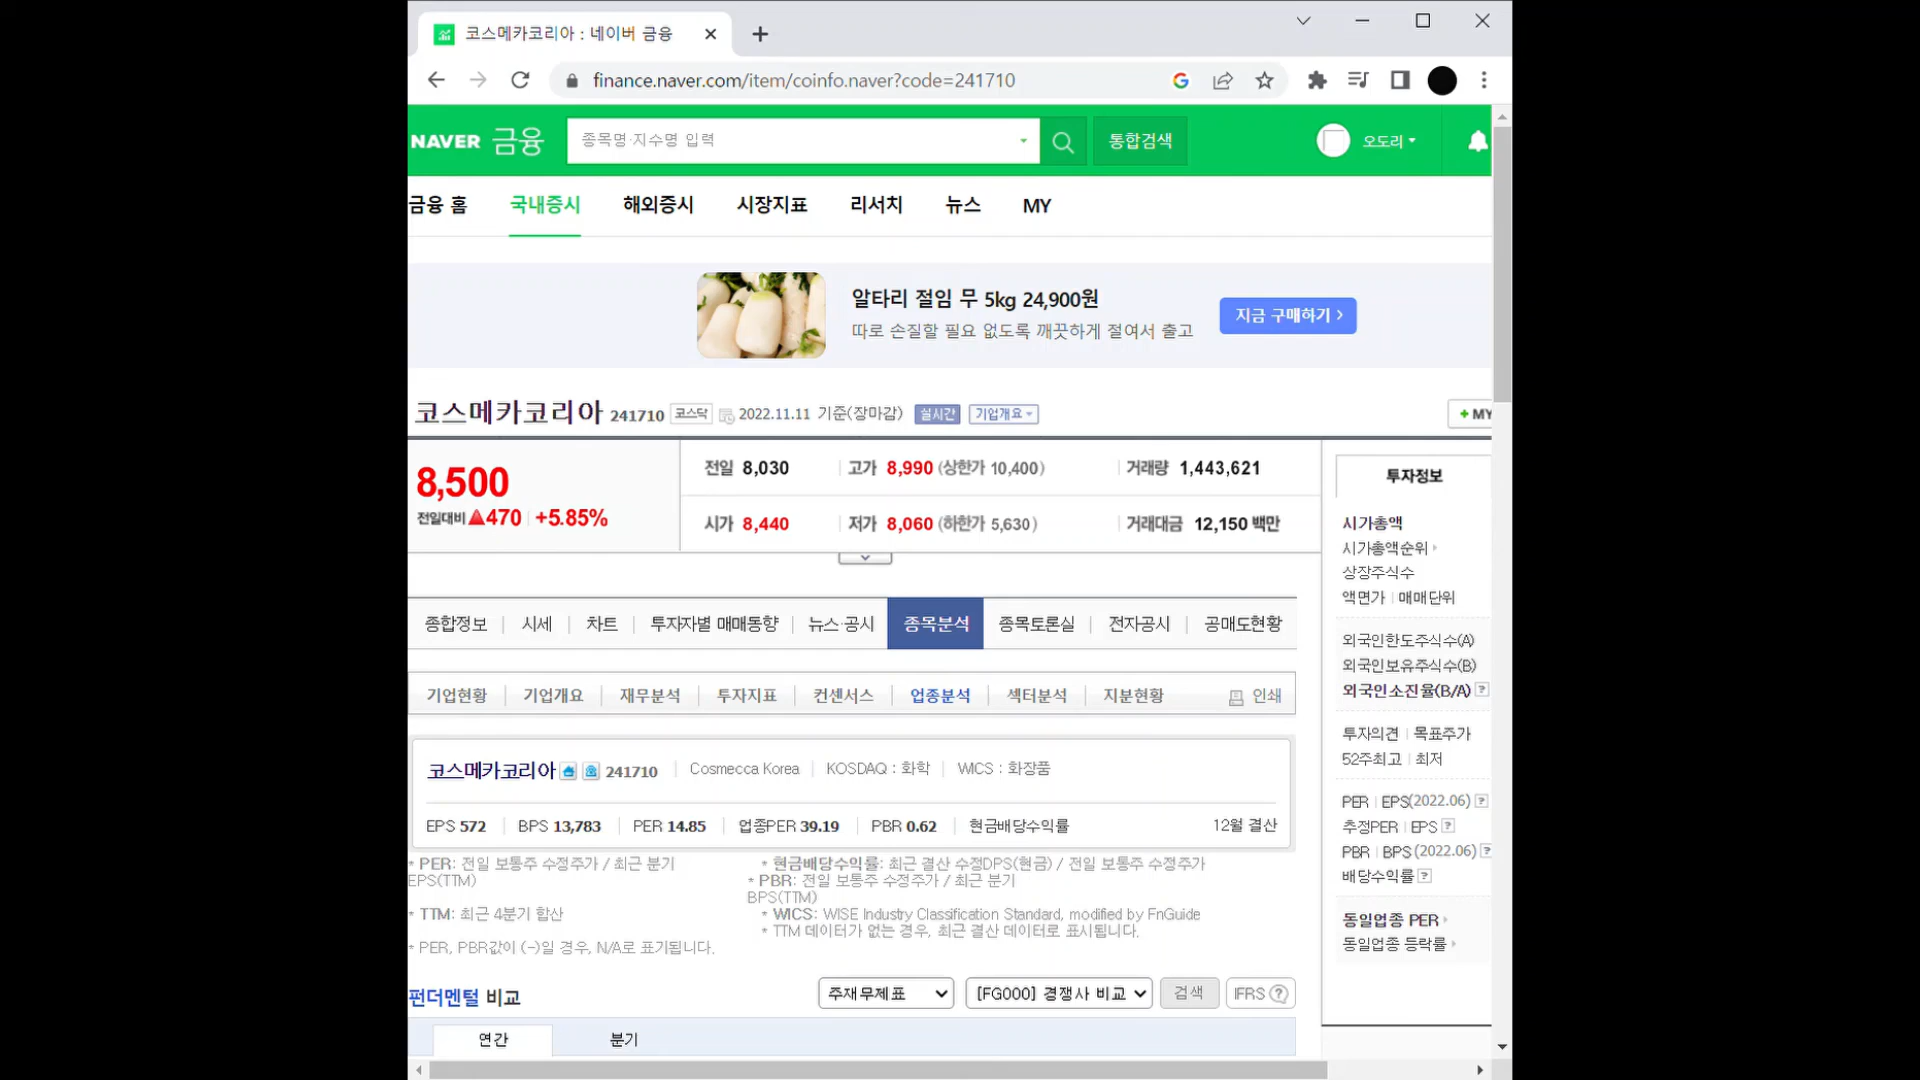 코스메카코리아 : 네이버 금융
finance.naver.com/item/coinfo.naver?code=241710
NAVER 금융
종목명·지수명 입력
통합검색
오도리
금융 홈 국내증시 해외증시 시장지표 리서치 뉴스 MY
알타리 절임 무 5kg 24,900원
따로 손질할 필요 없도록 깨끗하게 절여서 출고
지금 구매하기 >
코스메카코리아 241710 코스닥 2022.11.11 기준(장마감) 실시간 기업개요
+ MY
8,500
전일대비 ▲470 +5.85%
전일 8,030 고가 8,990 (상한가 10,400) 거래량 1,443,621
시가 8,440 저가 8,060 (하한가 5,630) 거래대금 12,150 백만
투자정보
시가총액
시가총액순위
상장주식수
액면가 매매단위
외국인한도주식수(A)
외국인보유주식수(B)
외국인소진율(B/A) ?
투자의견 목표주가
52주최고 최저
PER EPS(2022.06) ?
추정PER EPS ?
PBR BPS(2022.06) ?
배당수익률 ?
동일업종 PER
동일업종 등락률
종합정보 시세 차트 투자자별 매매동향 뉴스·공시 종목분석 종목토론실 전자공시 공매도현황
기업현황 기업개요 재무분석 투자지표 컨센서스 업종분석 섹터분석 지분현황 인쇄
코스메카코리아 241710 Cosmecca Korea KOSDAQ : 화학 WICS : 화장품
EPS 572 BPS 13,783 PER 14.85 업종PER 39.19 PBR 0.62 현금배당수익률 12월 결산
* PER: 전일 보통주 수정주가 / 최근 분기
EPS(TTM)
* TTM: 최근 4분기 합산
* PER, PBR값이 (-)일 경우, N/A로 표기됩니다.
* 현금배당수익률: 최근 결산 수정DPS(현금) / 전일 보통주 수정주가
* PBR: 전일 보통주 수정주가 / 최근 분기
BPS(TTM)
* WICS: WISE Industry Classification Standard, modified by FnGuide
* TTM 데이터가 없는 경우, 최근 결산 데이터로 표시됩니다.
펀더멘털 비교
주재무제표 [FG000] 경쟁사 비교 검색 IFRS ?
연간 분기